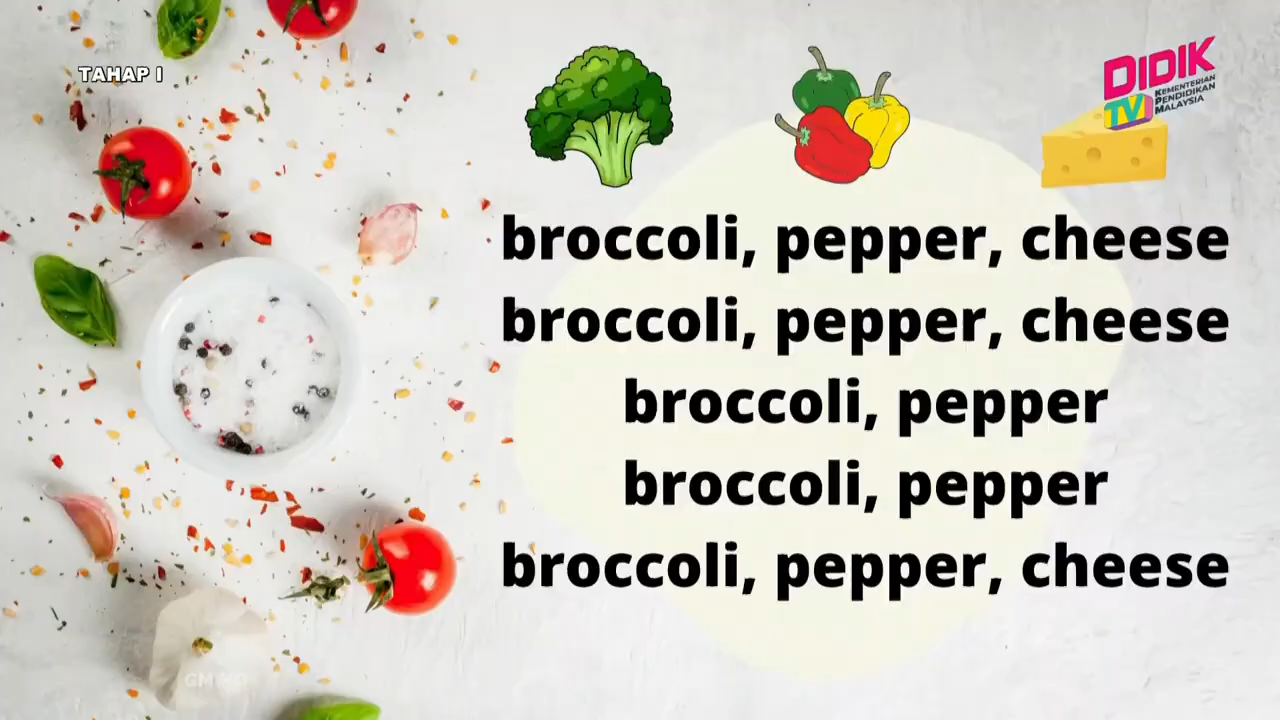 TAHAP I
DIDIK
TV
KEMENTERIAN
PENDIDIKAN
MALAYSIA
broccoli, pepper, cheese
broccoli, pepper, cheese
broccoli, pepper
broccoli, pepper
broccoli, pepper, cheese